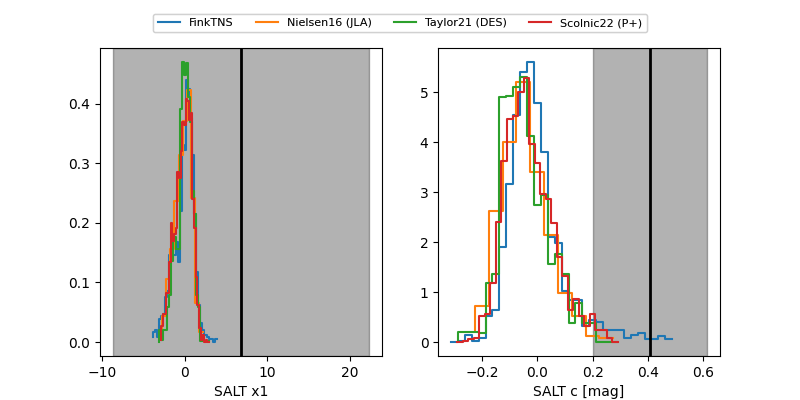 FinkTNS Nielsen16 (JLA) Taylor21 (DES) Scolnic22 (P+)
0.4
0.3
0.2
0.1
0.0
−10 0 10 20
SALT x1
5
4
3
2
1
0
−0.2 0.0 0.2 0.4 0.6
SALT c [mag]